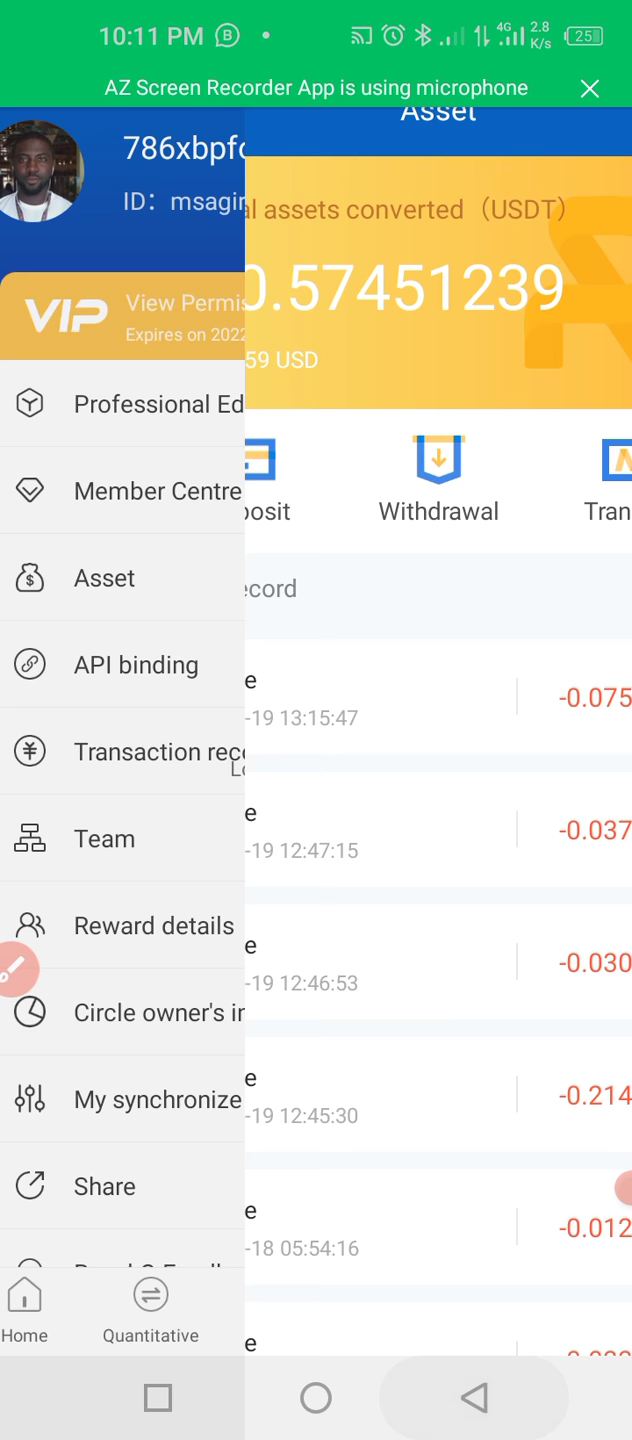 10:11 PM
4G 2.8 K/s 25
AZ Screen Recorder App is using microphone
Asset
786xbpfc
ID: msagir
al assets converted（USDT）
0.57451239
59 USD
VIP View Permis
Expires on 2022
Professional Ed
Member Centre
Asset
API binding
Transaction reco
Team
Reward details
Circle owner's in
My synchronize
Share
posit
Withdrawal
Tran
ecord
e
-19 13:15:47
-0.075
e
-19 12:47:15
-0.037
e
-19 12:46:53
-0.030
e
-19 12:45:30
-0.214
e
-18 05:54:16
-0.012
e
Home
Quantitative